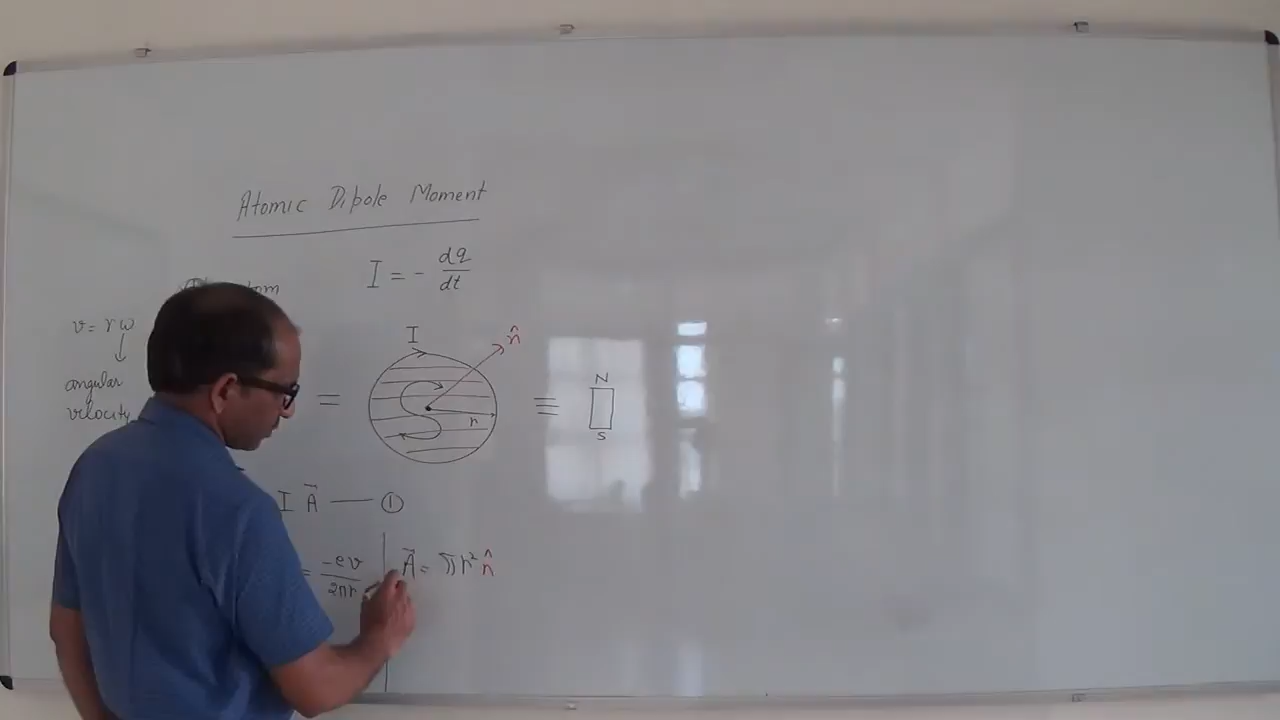 Atomic Dipole Moment
I = - dq/dt
v = rω
↓
angular
velocity
I
n̂
=
r
≡
N
S
I A⃗ —— ①
= -ev/2πr
A⃗ = πr² n̂